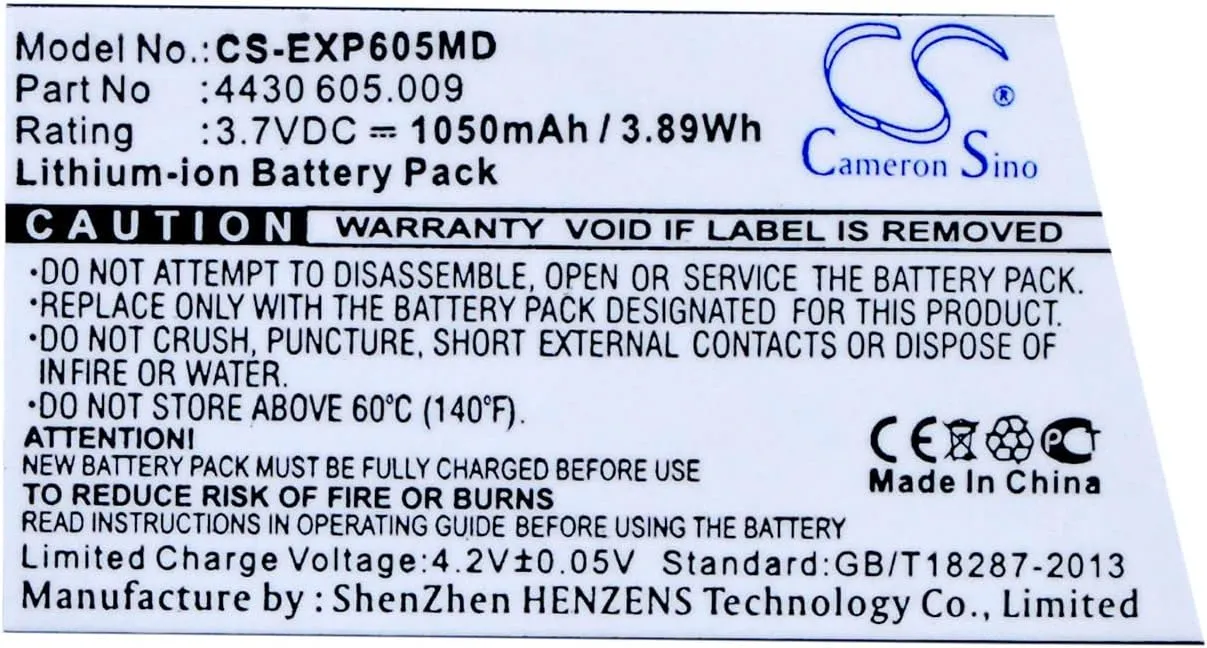 Model No.:CS-EXP605MD
Part No :4430 605.009
Rating :3.7VDC ⎓ 1050mAh / 3.89Wh
Lithium-ion Battery Pack
CS ®
Cameron Sino
CAUTION WARRANTY VOID IF LABEL IS REMOVED
·DO NOT ATTEMPT TO DISASSEMBLE, OPEN OR SERVICE THE BATTERY PACK.
·REPLACE ONLY WITH THE BATTERY PACK DESIGNATED FOR THIS PRODUCT.
·DO NOT CRUSH, PUNCTURE, SHORT EXTERNAL CONTACTS OR DISPOSE OF
IN FIRE OR WATER.
·DO NOT STORE ABOVE 60°C (140°F).
ATTENTION!
NEW BATTERY PACK MUST BE FULLY CHARGED BEFORE USE
TO REDUCE RISK OF FIRE OR BURNS
READ INSTRUCTIONS IN OPERATING GUIDE BEFORE USING THE BATTERY
CE PCT
Made In China
Limited Charge Voltage:4.2V±0.05V Standard:GB/T18287-2013
Manufacture by : ShenZhen HENZENS Technology Co., Limited